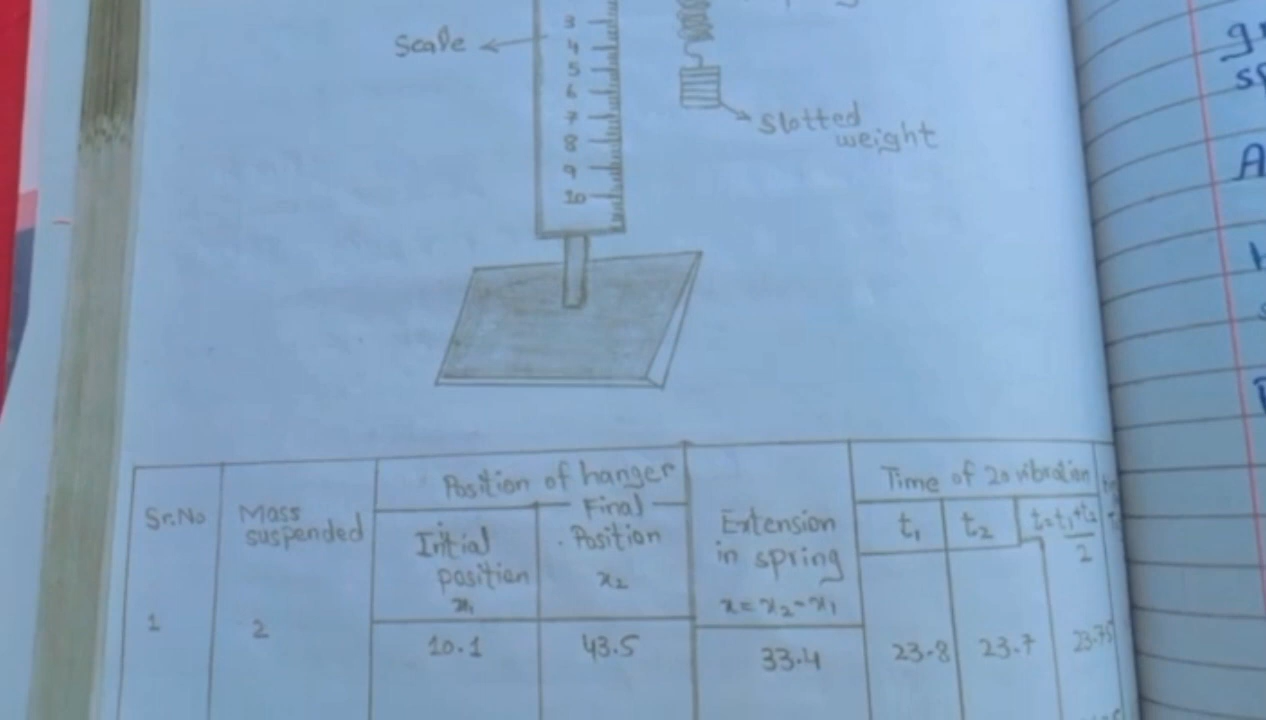 3
Scale
4
5
6
7
8
9
10
Slotted
weight
Sr.No
Mass
suspended
Position of hanger
Initial
position
x₁
Final
Position
x₂
Extension
in spring
x = x₂ - x₁
Time of 20 vibration
t₁
t₂
t=t₁+t₂
2
1
2
10.1
43.5
33.4
23.8
23.7
23.75